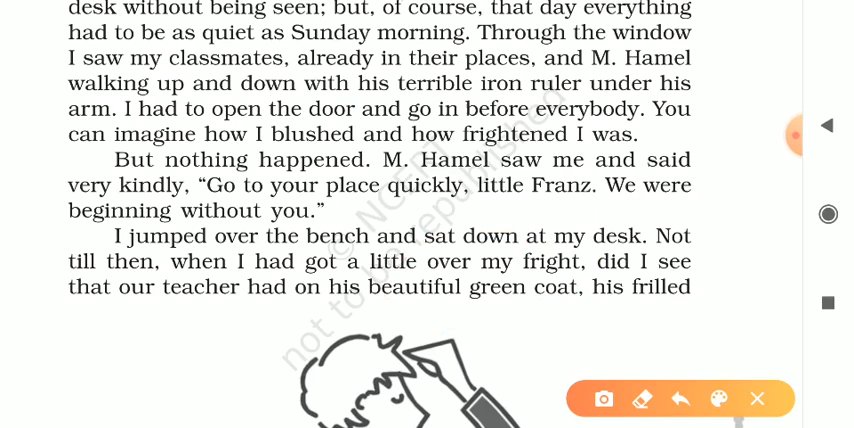 desk without being seen; but, of course, that day everything
had to be as quiet as Sunday morning. Through the window
I saw my classmates, already in their places, and M. Hamel
walking up and down with his terrible iron ruler under his
arm. I had to open the door and go in before everybody. You
can imagine how I blushed and how frightened I was.
But nothing happened. M. Hamel saw me and said
very kindly, “Go to your place quickly, little Franz. We were
beginning without you.”
I jumped over the bench and sat down at my desk. Not
till then, when I had got a little over my fright, did I see
that our teacher had on his beautiful green coat, his frilled
© NCERT
not to be republished